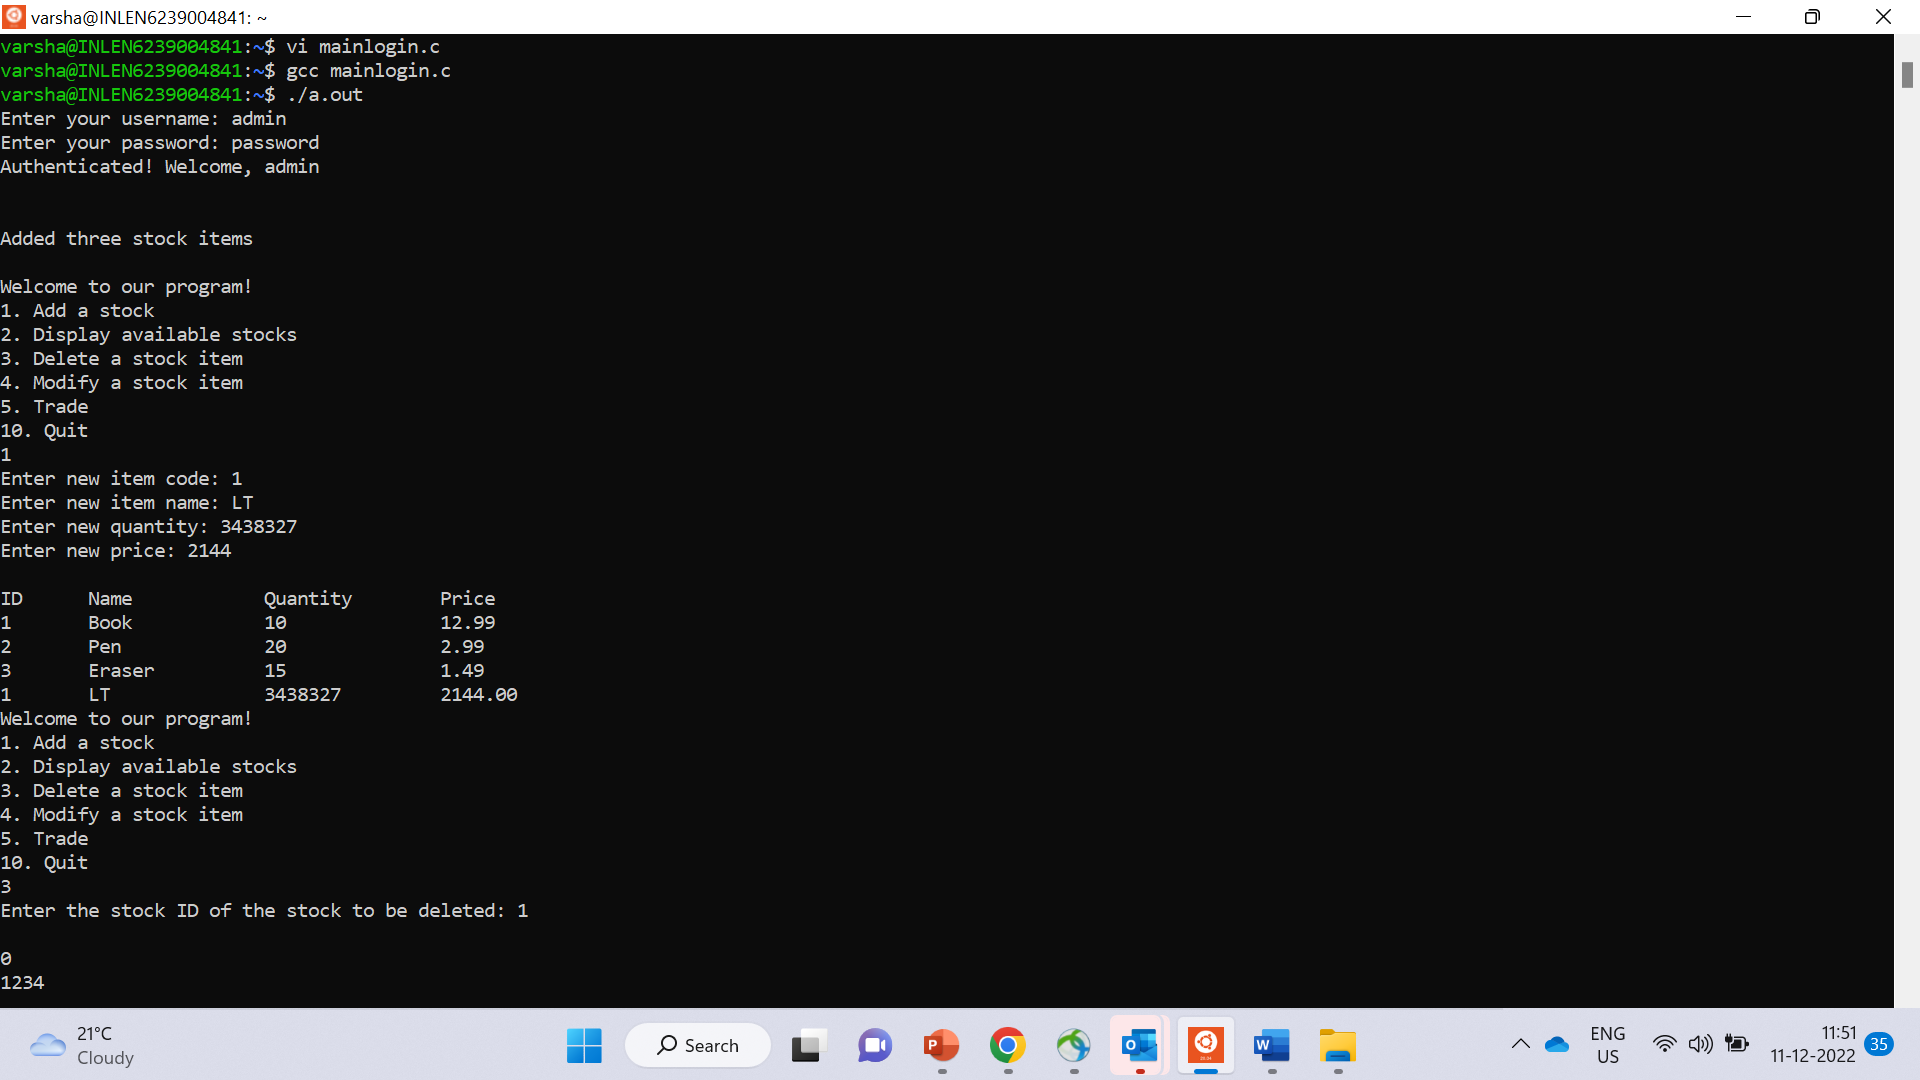 varsha@INLEN6239004841: ~
varsha@INLEN6239004841:~$ vi mainlogin.c
varsha@INLEN6239004841:~$ gcc mainlogin.c
varsha@INLEN6239004841:~$ ./a.out
Enter your username: admin
Enter your password: password
Authenticated! Welcome, admin
Added three stock items
Welcome to our program!
1. Add a stock
2. Display available stocks
3. Delete a stock item
4. Modify a stock item
5. Trade
10. Quit
1
Enter new item code: 1
Enter new item name: LT
Enter new quantity: 3438327
Enter new price: 2144
ID Name Quantity Price
1 Book 10 12.99
2 Pen 20 2.99
3 Eraser 15 1.49
1 LT 3438327 2144.00
Welcome to our program!
1. Add a stock
2. Display available stocks
3. Delete a stock item
4. Modify a stock item
5. Trade
10. Quit
3
Enter the stock ID of the stock to be deleted: 1
0
1234
21°C
Cloudy
Search
P
O
W
ENG
US
11:51
11-12-2022
35